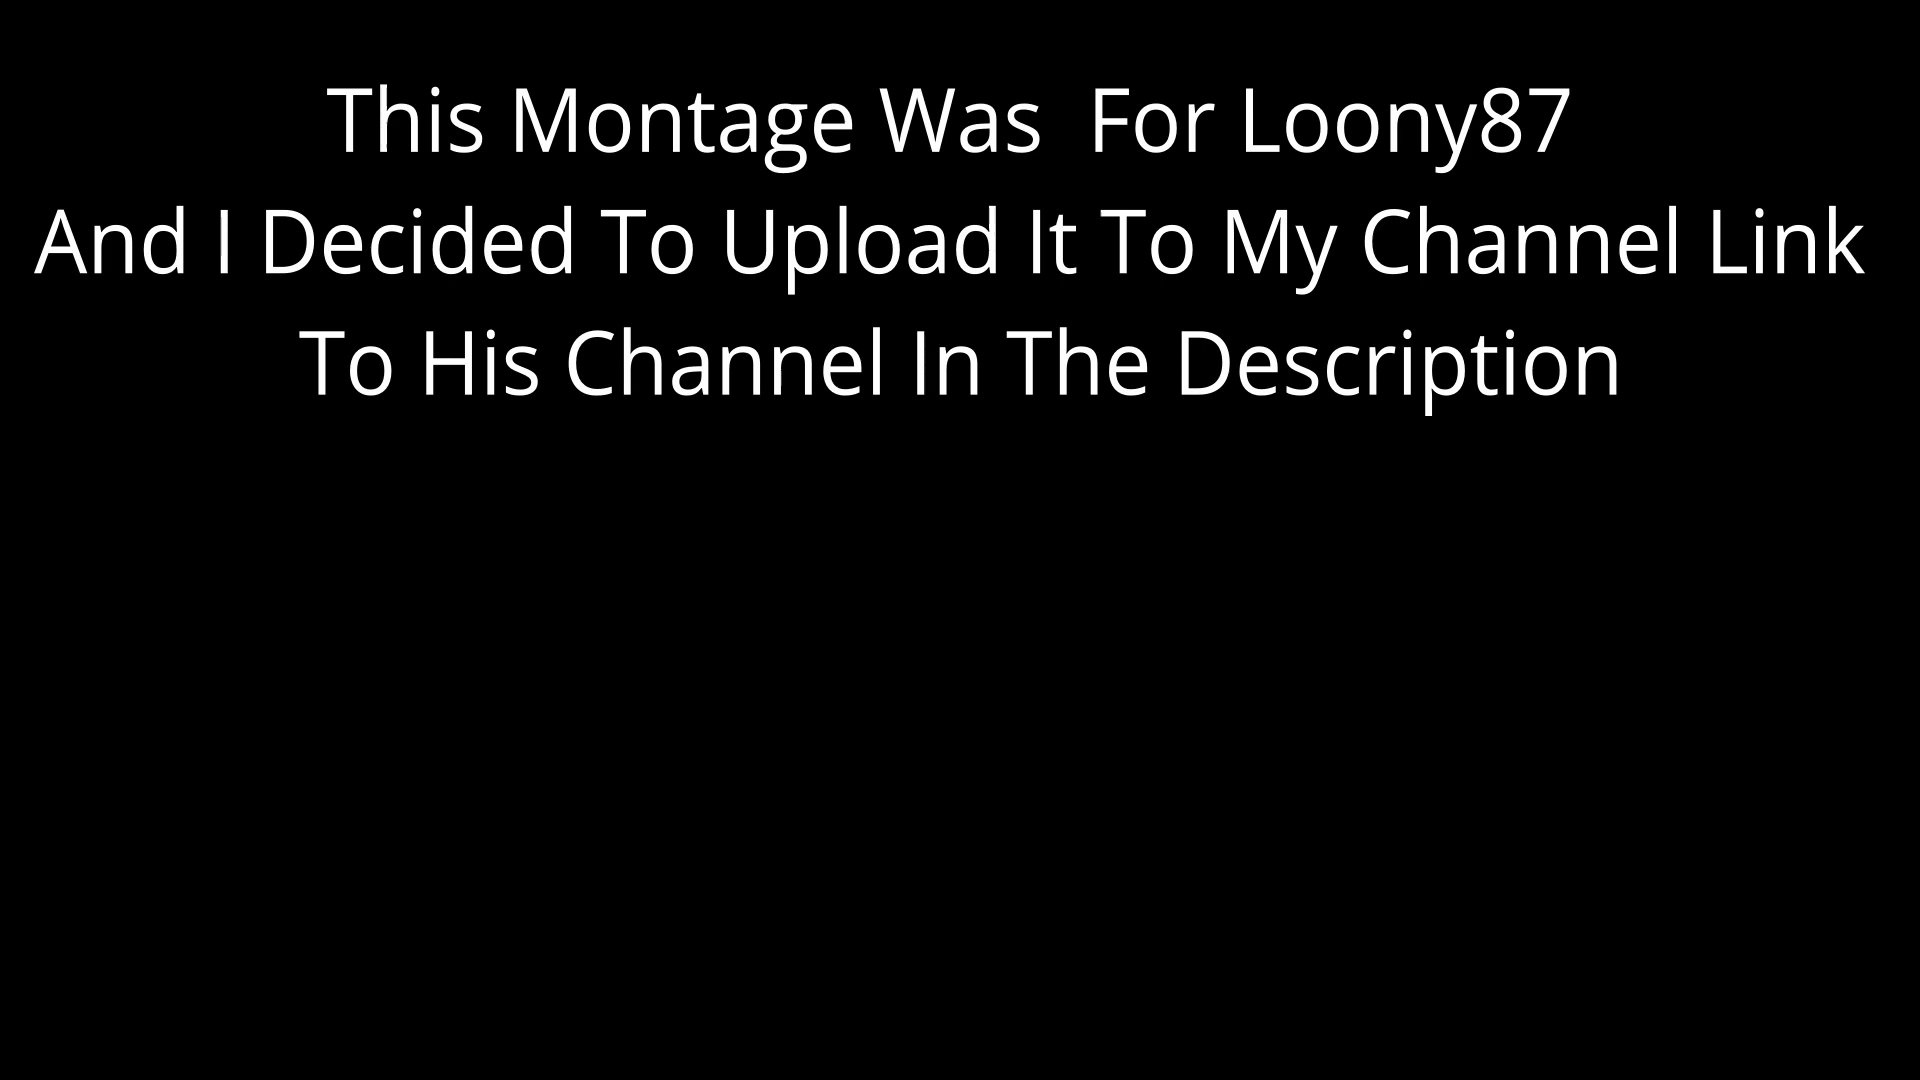 This Montage Was  For Loony87
And I Decided To Upload It To My Channel Link
To His Channel In The Description